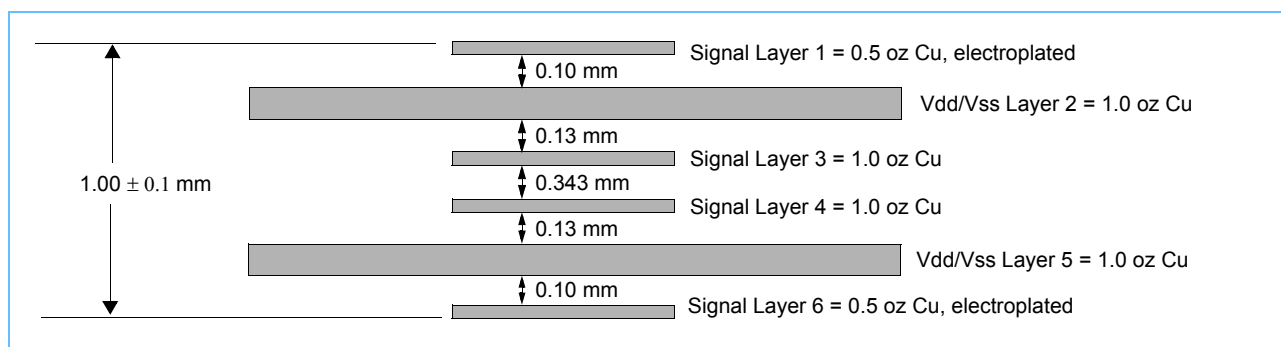 Signal Layer 1 = 0.5 oz Cu, electroplated
0.10 mm
Vdd/Vss Layer 2 = 1.0 oz Cu
0.13 mm
Signal Layer 3 = 1.0 oz Cu
1.00 ± 0.1 mm
0.343 mm
Signal Layer 4 = 1.0 oz Cu
0.13 mm
Vdd/Vss Layer 5 = 1.0 oz Cu
0.10 mm
Signal Layer 6 = 0.5 oz Cu, electroplated